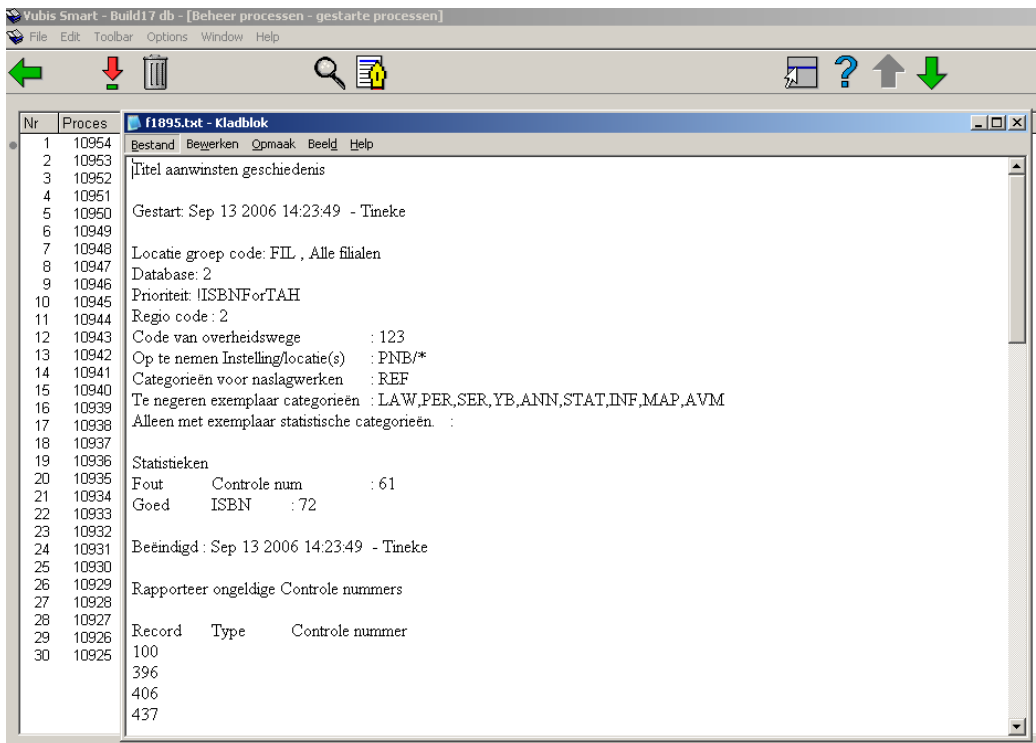 Vubis Smart - Build17 db - [Beheer processen - gestarte processen]
File Edit Toolbar Options Window Help
Nr Proces
1 10954
2 10953
3 10952
4 10951
5 10950
6 10949
7 10948
8 10947
9 10946
10 10945
11 10944
12 10943
13 10942
14 10941
15 10940
16 10939
17 10938
18 10937
19 10936
20 10935
21 10934
22 10933
23 10932
24 10931
25 10930
26 10929
27 10928
28 10927
29 10926
30 10925
f1895.txt - Kladblok
Bestand Bewerken Opmaak Beeld Help
Titel aanwinsten geschiedenis
Gestart: Sep 13 2006 14:23:49 - Tineke
Locatie groep code: FIL , Alle filialen
Database: 2
Prioriteit: !ISBNForTAH
Regio code : 2
Code van overheidswege : 123
Op te nemen Instelling/locatie(s) : PNB/*
Categorieën voor naslagwerken : REF
Te negeren exemplaar categorieën : LAW,PER,SER,YB,ANN,STAT,INF,MAP,AVM
Alleen met exemplaar statistische categorieën. :
Statistieken
Fout Controle num : 61
Goed ISBN : 72
Beëindigd : Sep 13 2006 14:23:49 - Tineke
Rapporteer ongeldige Controle nummers
Record Type Controle nummer
100
396
406
437